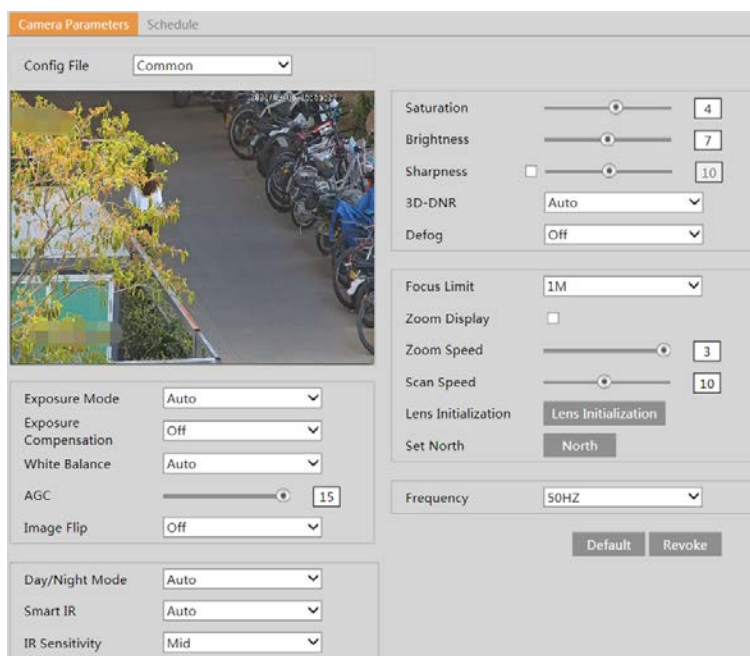 Camera Parameters Schedule
Config File Common
Saturation 4
Brightness 7
Sharpness 10
3D-DNR Auto
Defog Off
Focus Limit 1M
Zoom Display
Zoom Speed 3
Scan Speed 10
Lens Initialization Lens Initialization
Set North North
Frequency 50HZ
Default Revoke
Exposure Mode Auto
Exposure
Compensation Off
White Balance Auto
AGC 15
Image Flip Off
Day/Night Mode Auto
Smart IR Auto
IR Sensitivity Mid